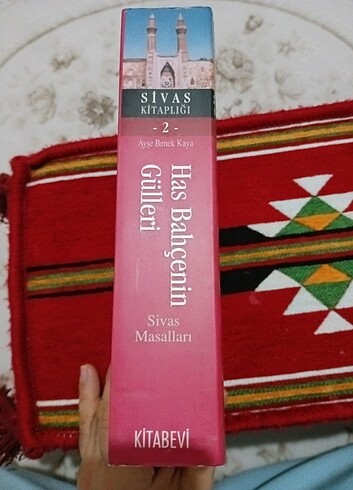 SİVAS
KİTAPLIĞI
- 2 -
Ayşe Benek Kaya
Has Bahçenin
Gülleri
Sivas
Masalları
KİTABEVİ